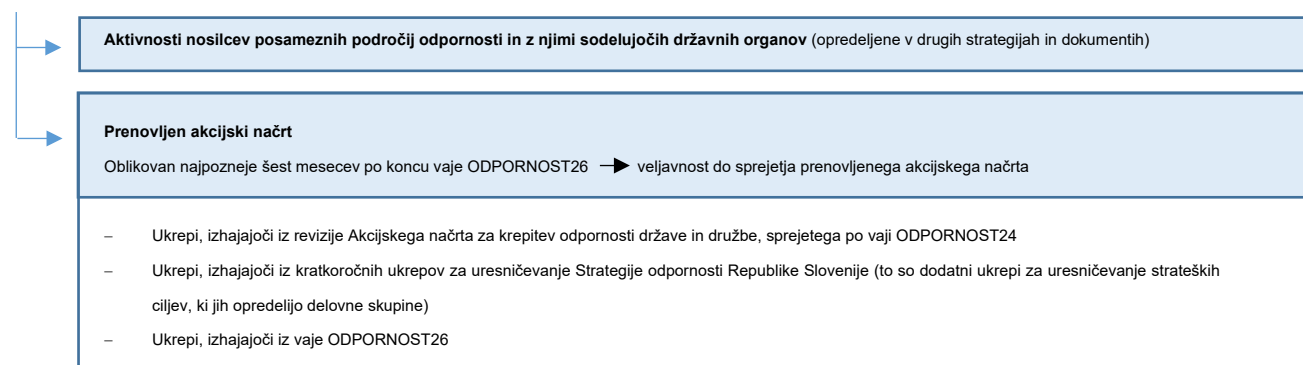 Aktivnosti nosilcev posameznih področij odpornosti in z njimi sodelujočih državnih organov (opredeljene v drugih strategijah in dokumentih)
Prenovljen akcijski načrt
Oblikovan najpozneje šest mesecev po koncu vaje ODPORNOST26 → veljavnost do sprejetja prenovljenega akcijskega načrta
– Ukrepi, izhajajoči iz revizije Akcijskega načrta za krepitev odpornosti države in družbe, sprejetega po vaji ODPORNOST24
– Ukrepi, izhajajoči iz kratkoročnih ukrepov za uresničevanje Strategije odpornosti Republike Slovenije (to so dodatni ukrepi za uresničevanje strateških
ciljev, ki jih opredelijo delovne skupine)
– Ukrepi, izhajajoči iz vaje ODPORNOST26